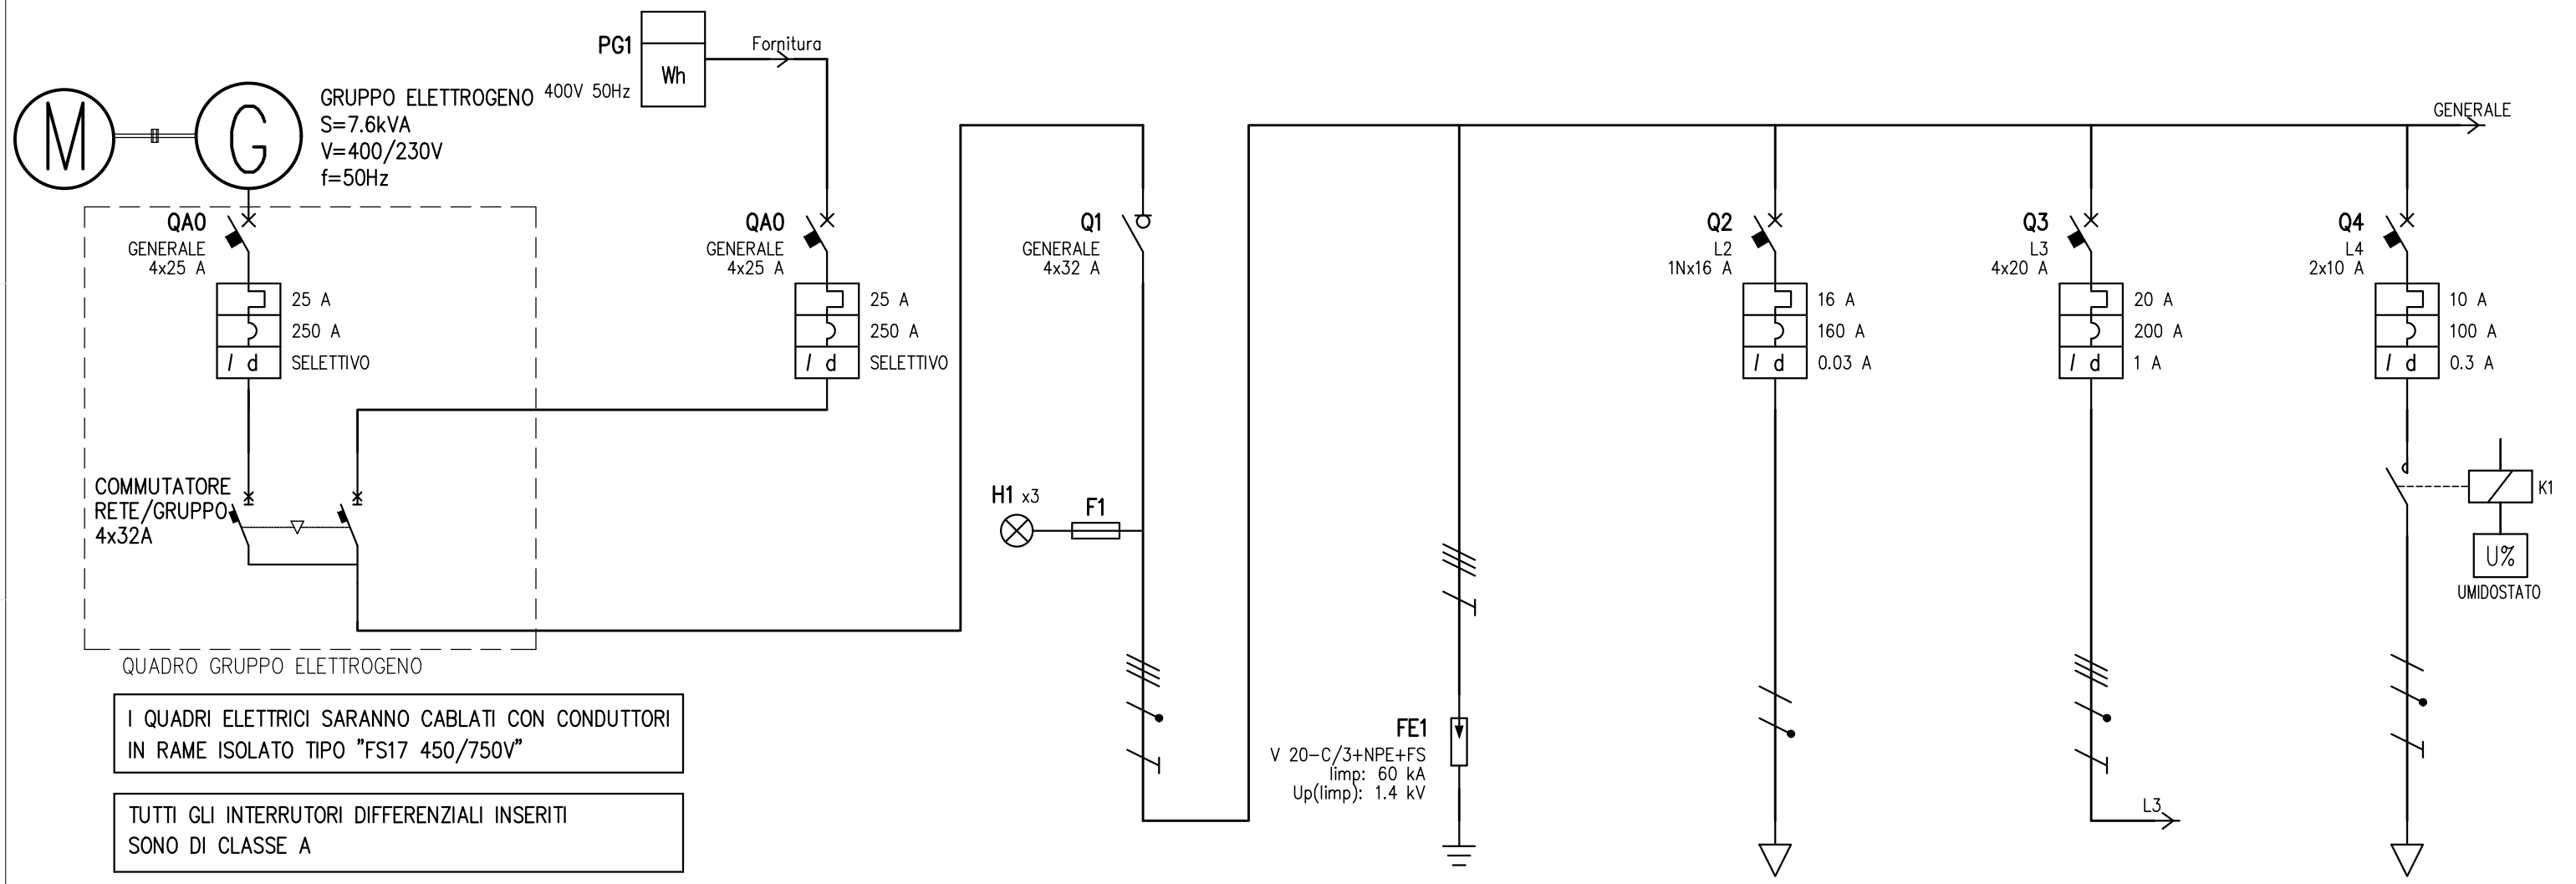 M
G
GRUPPO ELETTROGENO
S=7.6kVA
V=400/230V
f=50Hz
PG1
400V 50Hz
Wh
Fornitura
GENERALE
QA0
GENERALE
4x25 A
25 A
250 A
I d
SELETTIVO
QA0
GENERALE
4x25 A
25 A
250 A
I d
SELETTIVO
Q1
GENERALE
4x32 A
Q2
L2
1Nx16 A
16 A
160 A
I d
0.03 A
Q3
L3
4x20 A
20 A
200 A
I d
1 A
Q4
L4
2x10 A
10 A
100 A
I d
0.3 A
COMMUTATORE
RETE/GRUPPO
4x32A
H1 x3
F1
K1
U%
UMIDOSTATO
QUADRO GRUPPO ELETTROGENO
I QUADRI ELETTRICI SARANNO CABLATI CON CONDUTTORI
IN RAME ISOLATO TIPO "FS17 450/750V"
TUTTI GLI INTERRUTORI DIFFERENZIALI INSERITI
SONO DI CLASSE A
FE1
V 20-C/3+NPE+FS
Iimp: 60 kA
Up(Iimp): 1.4 kV
L3